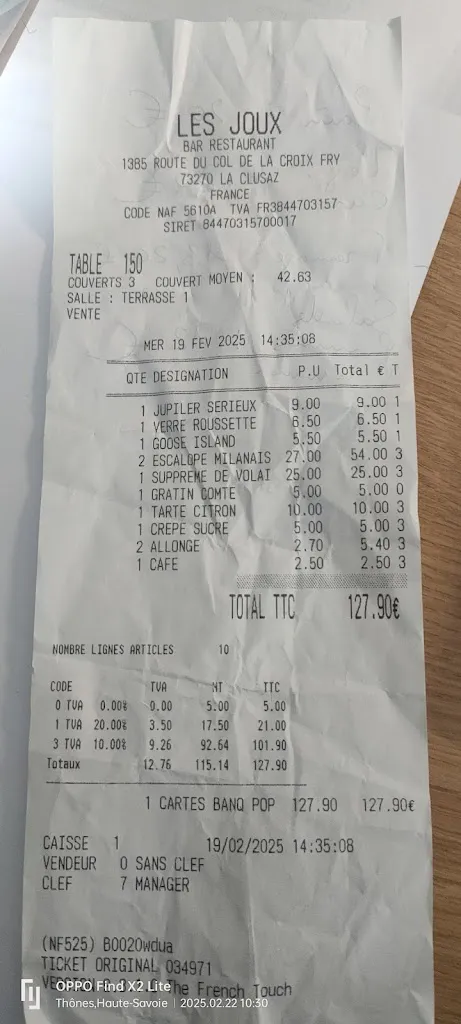 LES JOUX
BAR RESTAURANT
1385 ROUTE DU COL DE LA CROIX FRY
73270 LA CLUSAZ
FRANCE
CODE NAF 5610A TVA FR3844703157
SIRET 84470315700017
TABLE 150
COUVERTS 3 COUVERT MOYEN : 42.63
SALLE : TERRASSE 1
VENTE
MER 19 FEV 2025 14:35:08
QTE DESIGNATION P.U Total € T
1 JUPILER SERIEUX 9.00 9.00 1
1 VERRE ROUSSETTE 6.50 6.50 1
1 GOOSE ISLAND 5.50 5.50 1
2 ESCALOPE MILANAIS 27.00 54.00 3
1 SUPPREME DE VOLAI 25.00 25.00 3
1 GRATIN COMTE 5.00 5.00 0
1 TARTE CITRON 10.00 10.00 3
1 CREPE SUCRE 5.00 5.00 3
2 ALLONGE 2.70 5.40 3
1 CAFE 2.50 2.50 3
TOTAL TTC 127.90€
NOMBRE LIGNES ARTICLES 10
CODE TVA HT TTC
0 TVA 0.00% 0.00 5.00 5.00
1 TVA 20.00% 3.50 17.50 21.00
3 TVA 10.00% 9.26 92.64 101.90
Totaux 12.76 115.14 127.90
1 CARTES BANQ POP 127.90 127.90€
CAISSE 1 19/02/2025 14:35:08
VENDEUR 0 SANS CLEF
CLEF 7 MANAGER
(NF525) B0020wdua
TICKET ORIGINAL 034971
The French Touch
OPPO Find X2 Lite
Thônes,Haute-Savoie | 2025.02.22 10:30